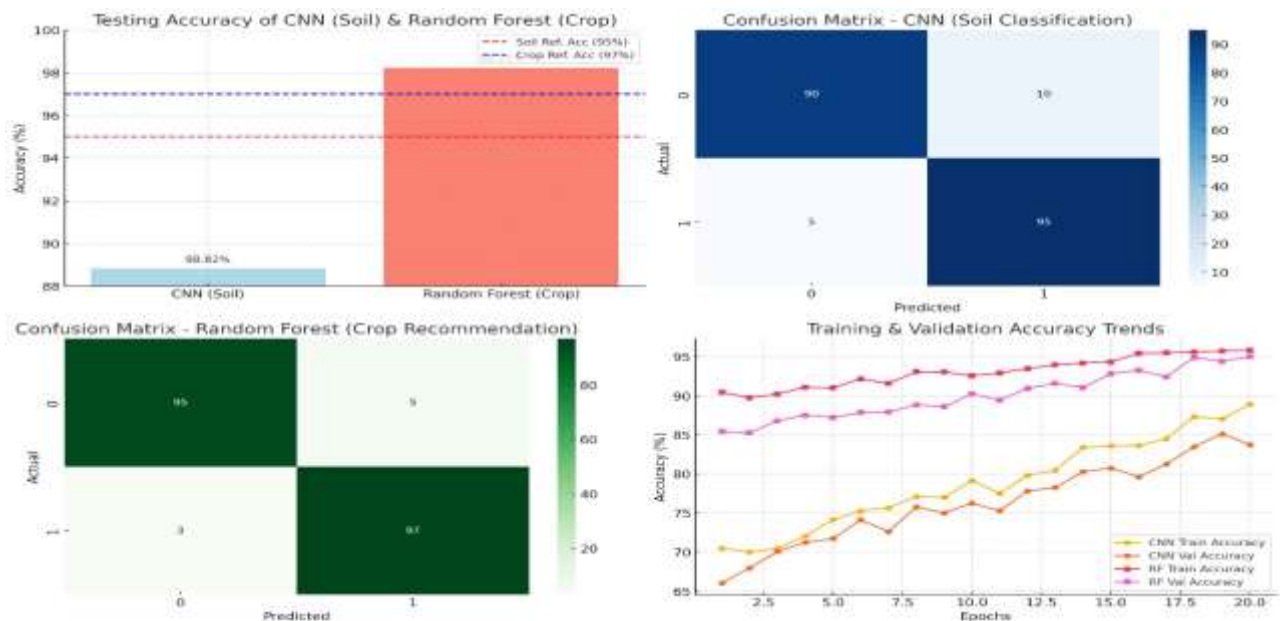 Testing Accuracy of CNN (Soil) & Random Forest (Crop)
Accuracy (%)
100
98
96
94
92
90
88
Soil Ref. Acc (95%)
Crop Ref. Acc (97%)
88.82%
CNN (Soil)
Random Forest (Crop)
Confusion Matrix - CNN (Soil Classification)
Actual
0
1
90
10
5
95
0
1
Predicted
90
80
70
60
50
40
30
20
10
Confusion Matrix - Random Forest (Crop Recommendation)
Actual
0
1
95
5
3
97
0
1
Predicted
80
60
40
20
Training & Validation Accuracy Trends
Accuracy (%)
95
90
85
80
75
70
65
CNN Train Accuracy
CNN Val Accuracy
RF Train Accuracy
RF Val Accuracy
2.5
5.0
7.5
10.0
12.5
15.0
17.5
20.0
Epochs